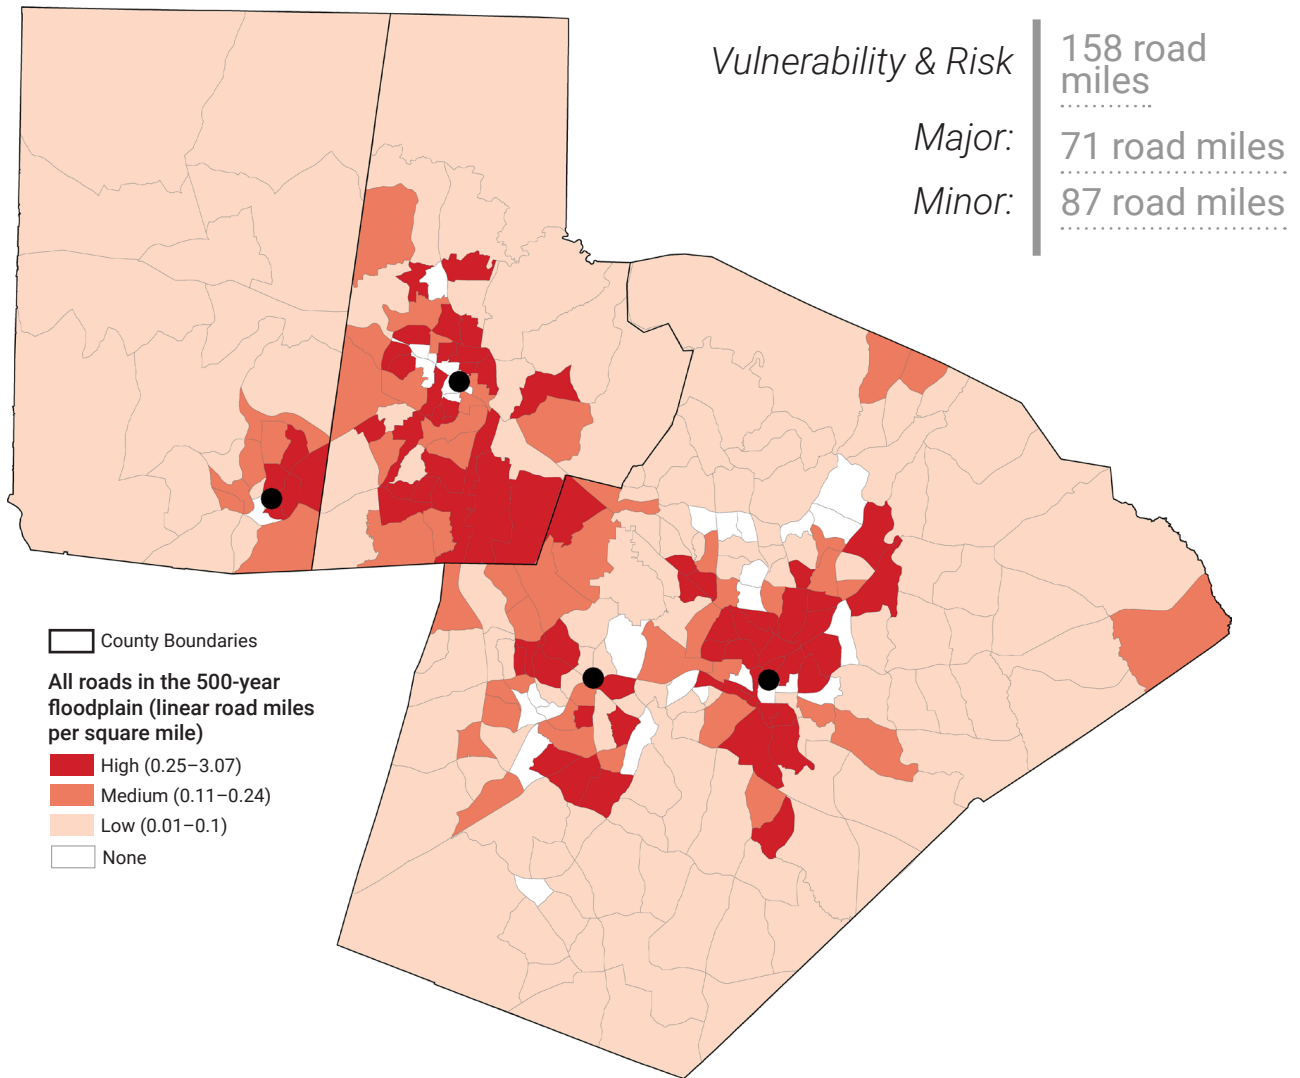 Vulnerability & Risk
158 road
miles
Major:
71 road miles
Minor:
87 road miles
County Boundaries
All roads in the 500-year
floodplain (linear road miles
per square mile)
High (0.25–3.07)
Medium (0.11–0.24)
Low (0.01–0.1)
None